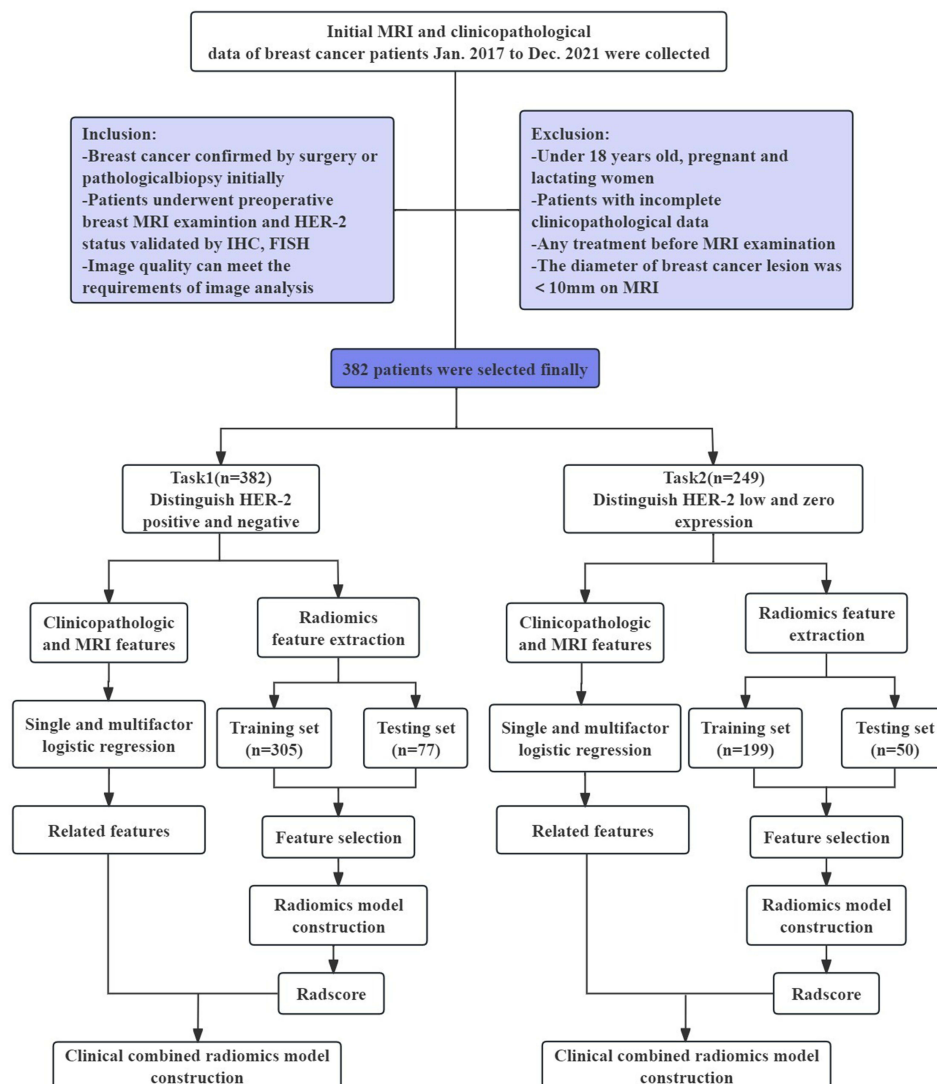 Initial MRI and clinicopathological
data of breast cancer patients Jan. 2017 to Dec. 2021 were collected
Inclusion:
-Breast cancer confirmed by surgery or
pathologicalbiopsy initially
-Patients underwent preoperative
breast MRI examintion and HER-2
status validated by IHC, FISH
-Image quality can meet the
requirements of image analysis
Exclusion:
-Under 18 years old, pregnant and
lactating women
-Patients with incomplete
clinicopathological data
-Any treatment before MRI examination
-The diameter of breast cancer lesion was
< 10mm on MRI
382 patients were selected finally
Task1(n=382)
Distinguish HER-2
positive and negative
Task2(n=249)
Distinguish HER-2 low and zero
expression
Clinicopathologic
and MRI features
Radiomics
feature extraction
Clinicopathologic
and MRI features
Radiomics feature
extraction
Single and multifactor
logistic regression
Training set
(n=305)
Testing set
(n=77)
Single and multifactor
logistic regression
Training set
(n=199)
Testing set
(n=50)
Related features
Feature selection
Related features
Feature selection
Radiomics model
construction
Radiomics model
construction
Radscore
Radscore
Clinical combined radiomics model
construction
Clinical combined radiomics model
construction